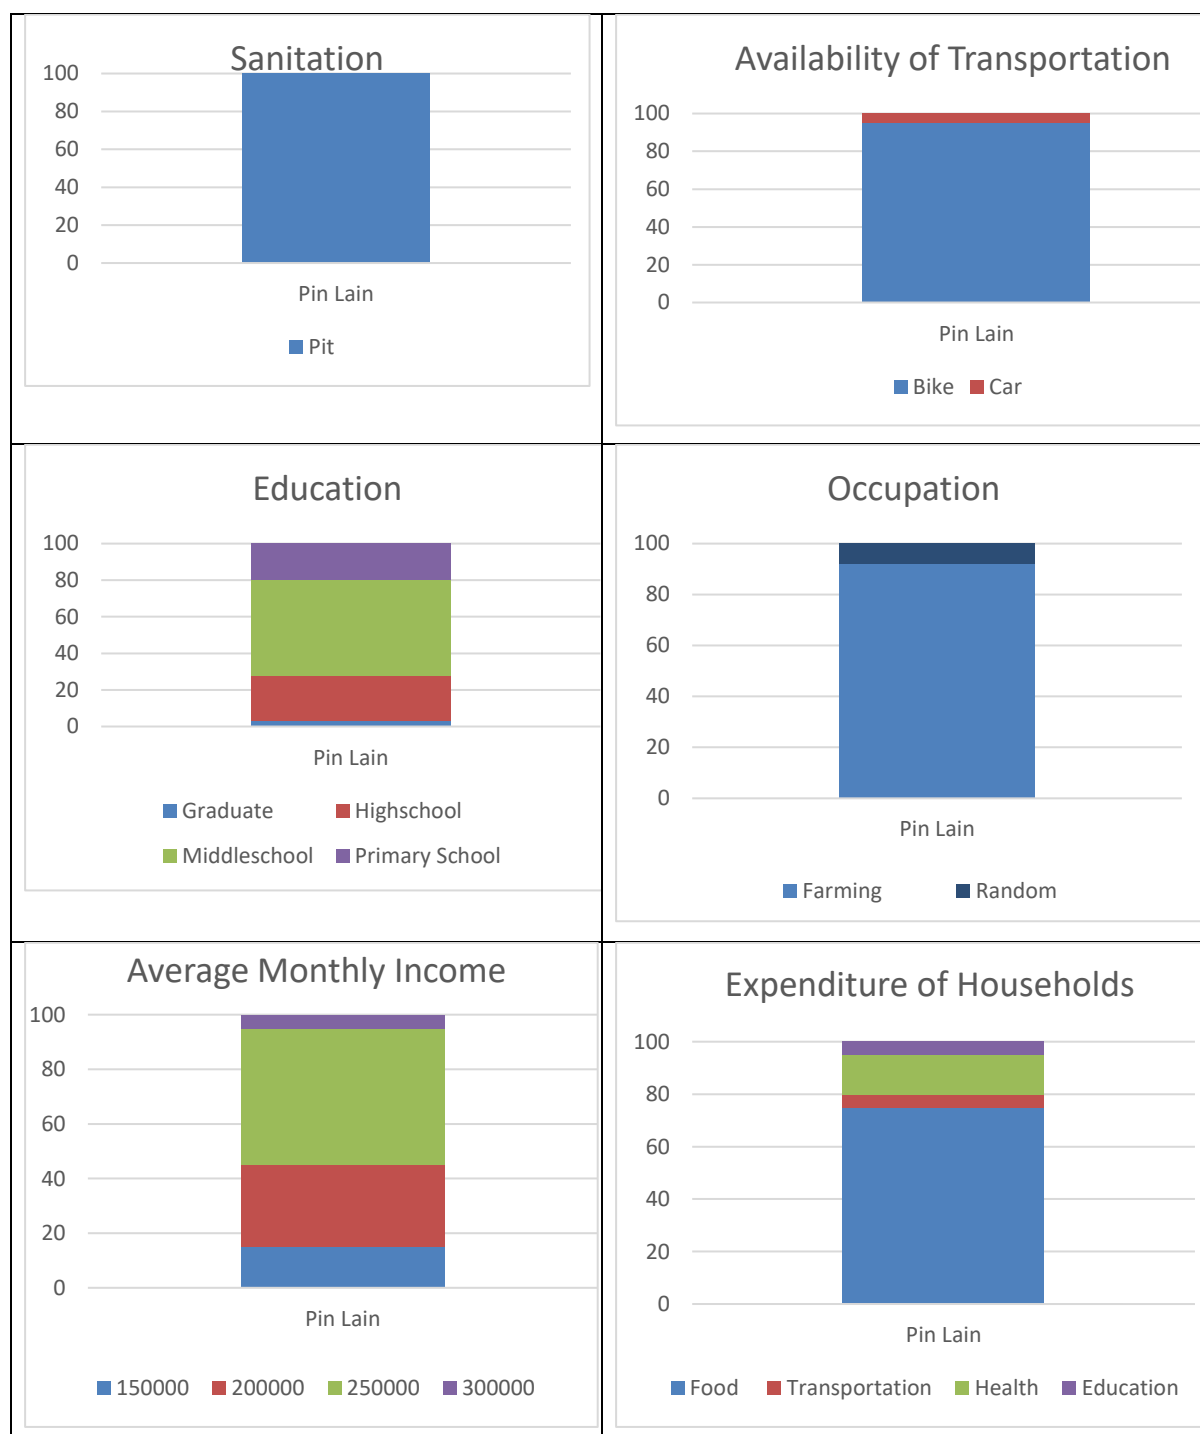 Sanitation
100
80
60
40
20
0
Pin Lain
Pit
Availability of Transportation
100
80
60
40
20
0
Pin Lain
Bike Car
Education
100
80
60
40
20
0
Pin Lain
Graduate Highschool
Middleschool Primary School
Occupation
100
80
60
40
20
0
Pin Lain
Farming Random
Average Monthly Income
100
80
60
40
20
0
Pin Lain
150000 200000 250000 300000
Expenditure of Households
100
80
60
40
20
0
Pin Lain
Food Transportation Health Education